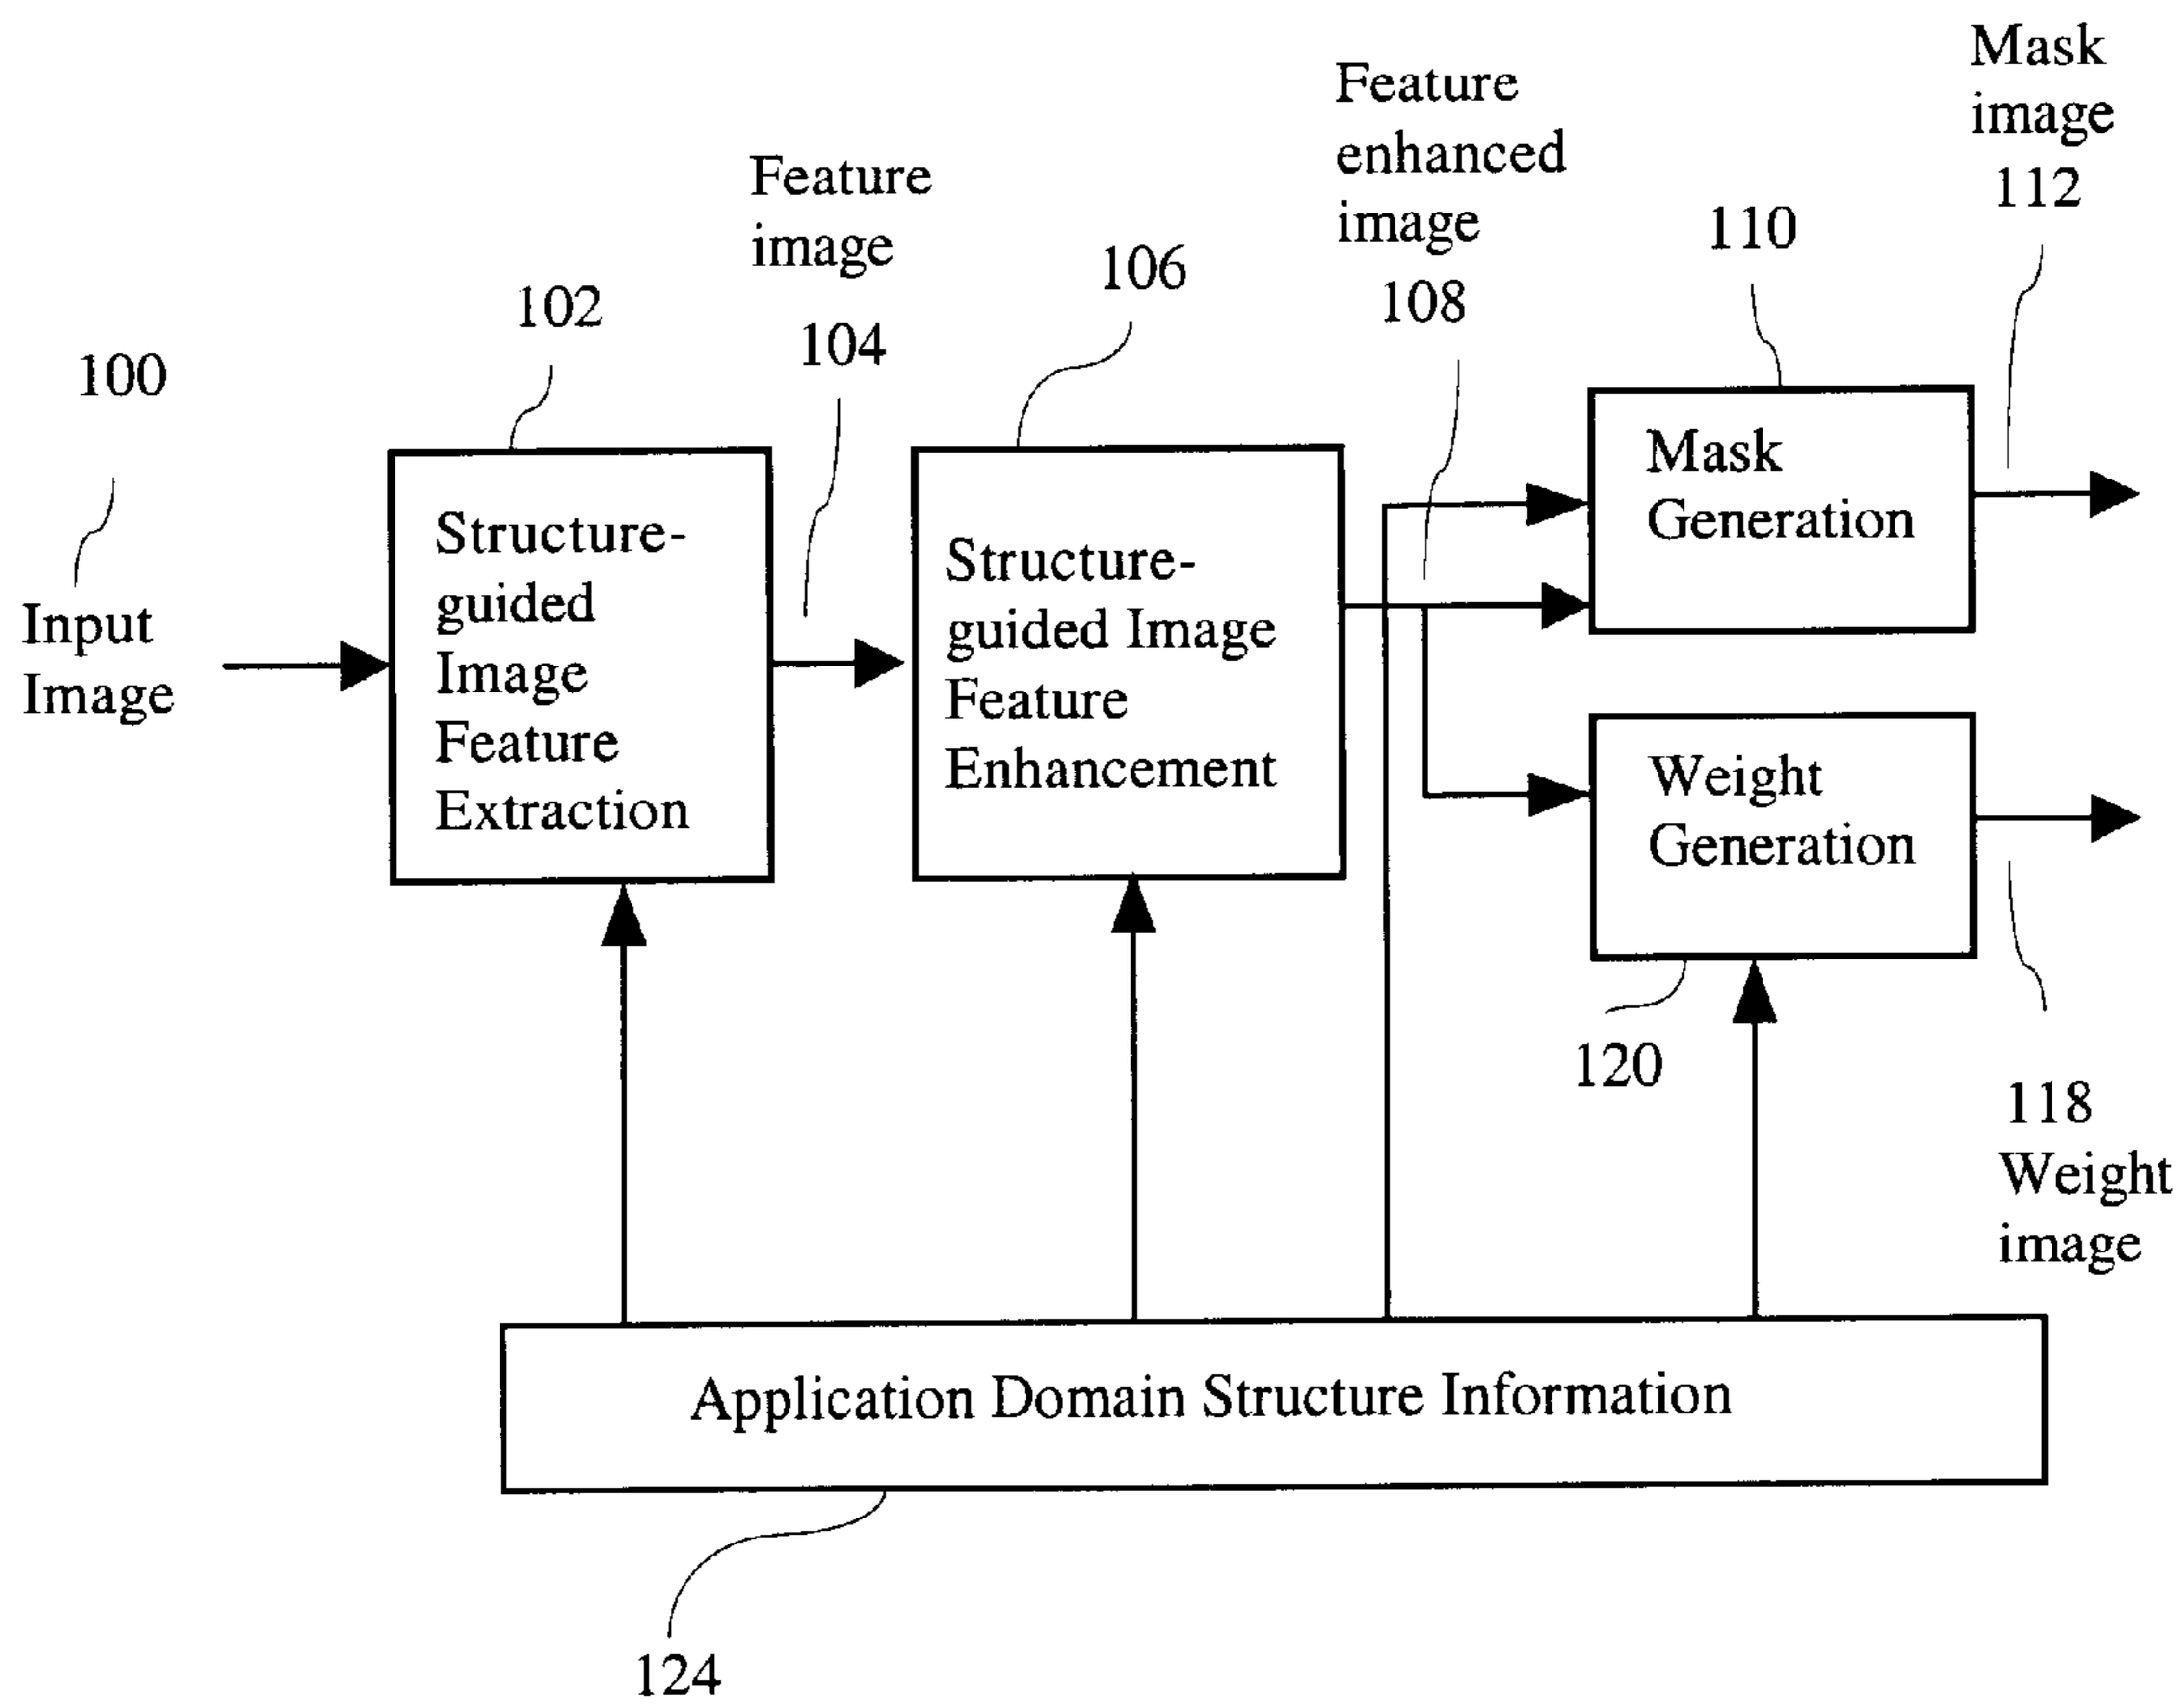 100
Input
Image
102
Structure-
guided
Image
Feature
Extraction
Feature
image
104
106
Structure-
guided Image
Feature
Enhancement
Feature
enhanced
image
108
110
Mask
Generation
Mask
image
112
Weight
Generation
120
118
Weight
image
Application Domain Structure Information
124